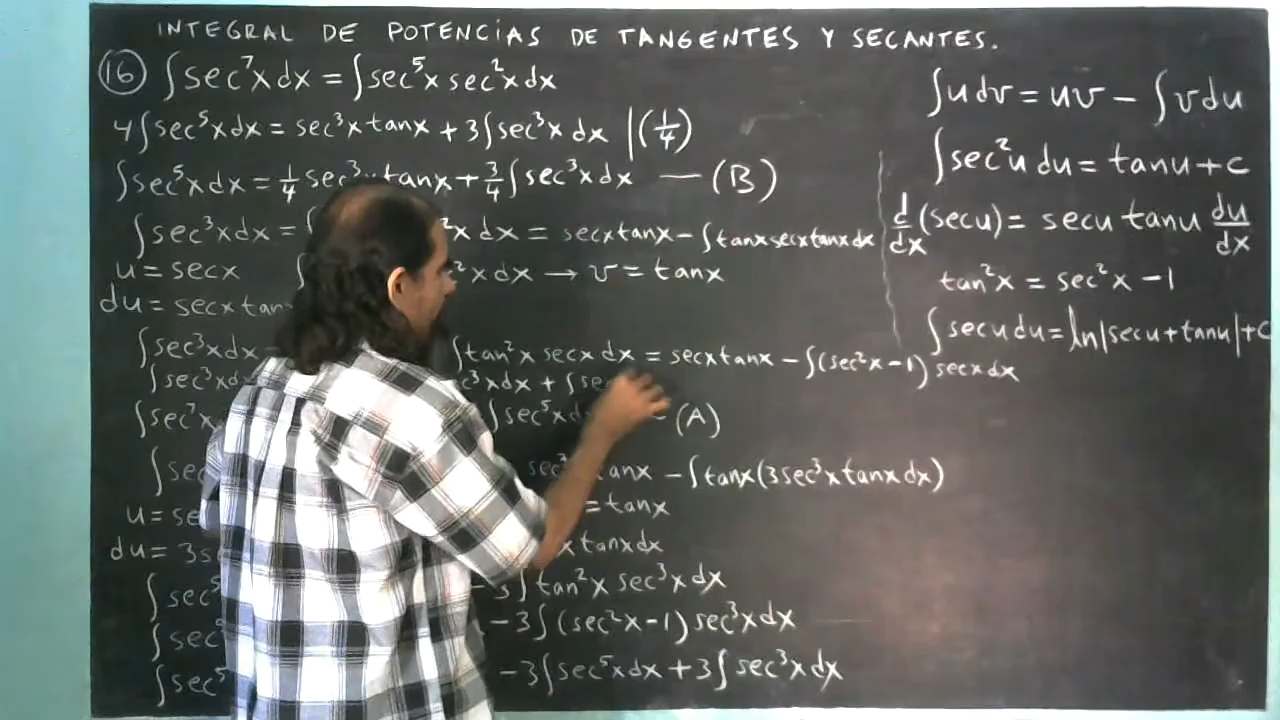 INTEGRAL DE POTENCIAS DE TANGENTES Y SECANTES.
16 ∫sec⁷x dx = ∫sec⁵x sec²x dx
4∫sec⁵x dx = sec³x tanx + 3∫sec³x dx |(1/4)
∫sec⁵x dx = 1/4 sec³x tanx + 3/4 ∫sec³x dx — (B)
∫sec³x dx = ∫ ²x dx = secx tanx - ∫tanx secx tanx dx
u = secx ∫ ²x dx → v = tanx
du = secx tan
∫sec³x dx ∫tan²x secx dx = secx tanx - ∫(sec²x - 1) secx dx
∫sec³x d c³x dx + ∫sec
∫sec⁷x ∫sec⁵x d - (A)
∫sec sec³ tanx - ∫tanx(3sec³x tanx dx)
u = se = tanx
du = 3s x tanx dx
∫sec⁵ -3∫tan²x sec³x dx
∫sec -3∫(sec²x - 1) sec³x dx
∫sec⁵ -3∫sec⁵x dx + 3∫sec³x dx
∫u dv = uv - ∫v du
∫sec²u du = tanu + c
d/dx (secu) = secu tanu du/dx
tan²x = sec²x - 1
∫secu du = ln|secu + tanu| + c